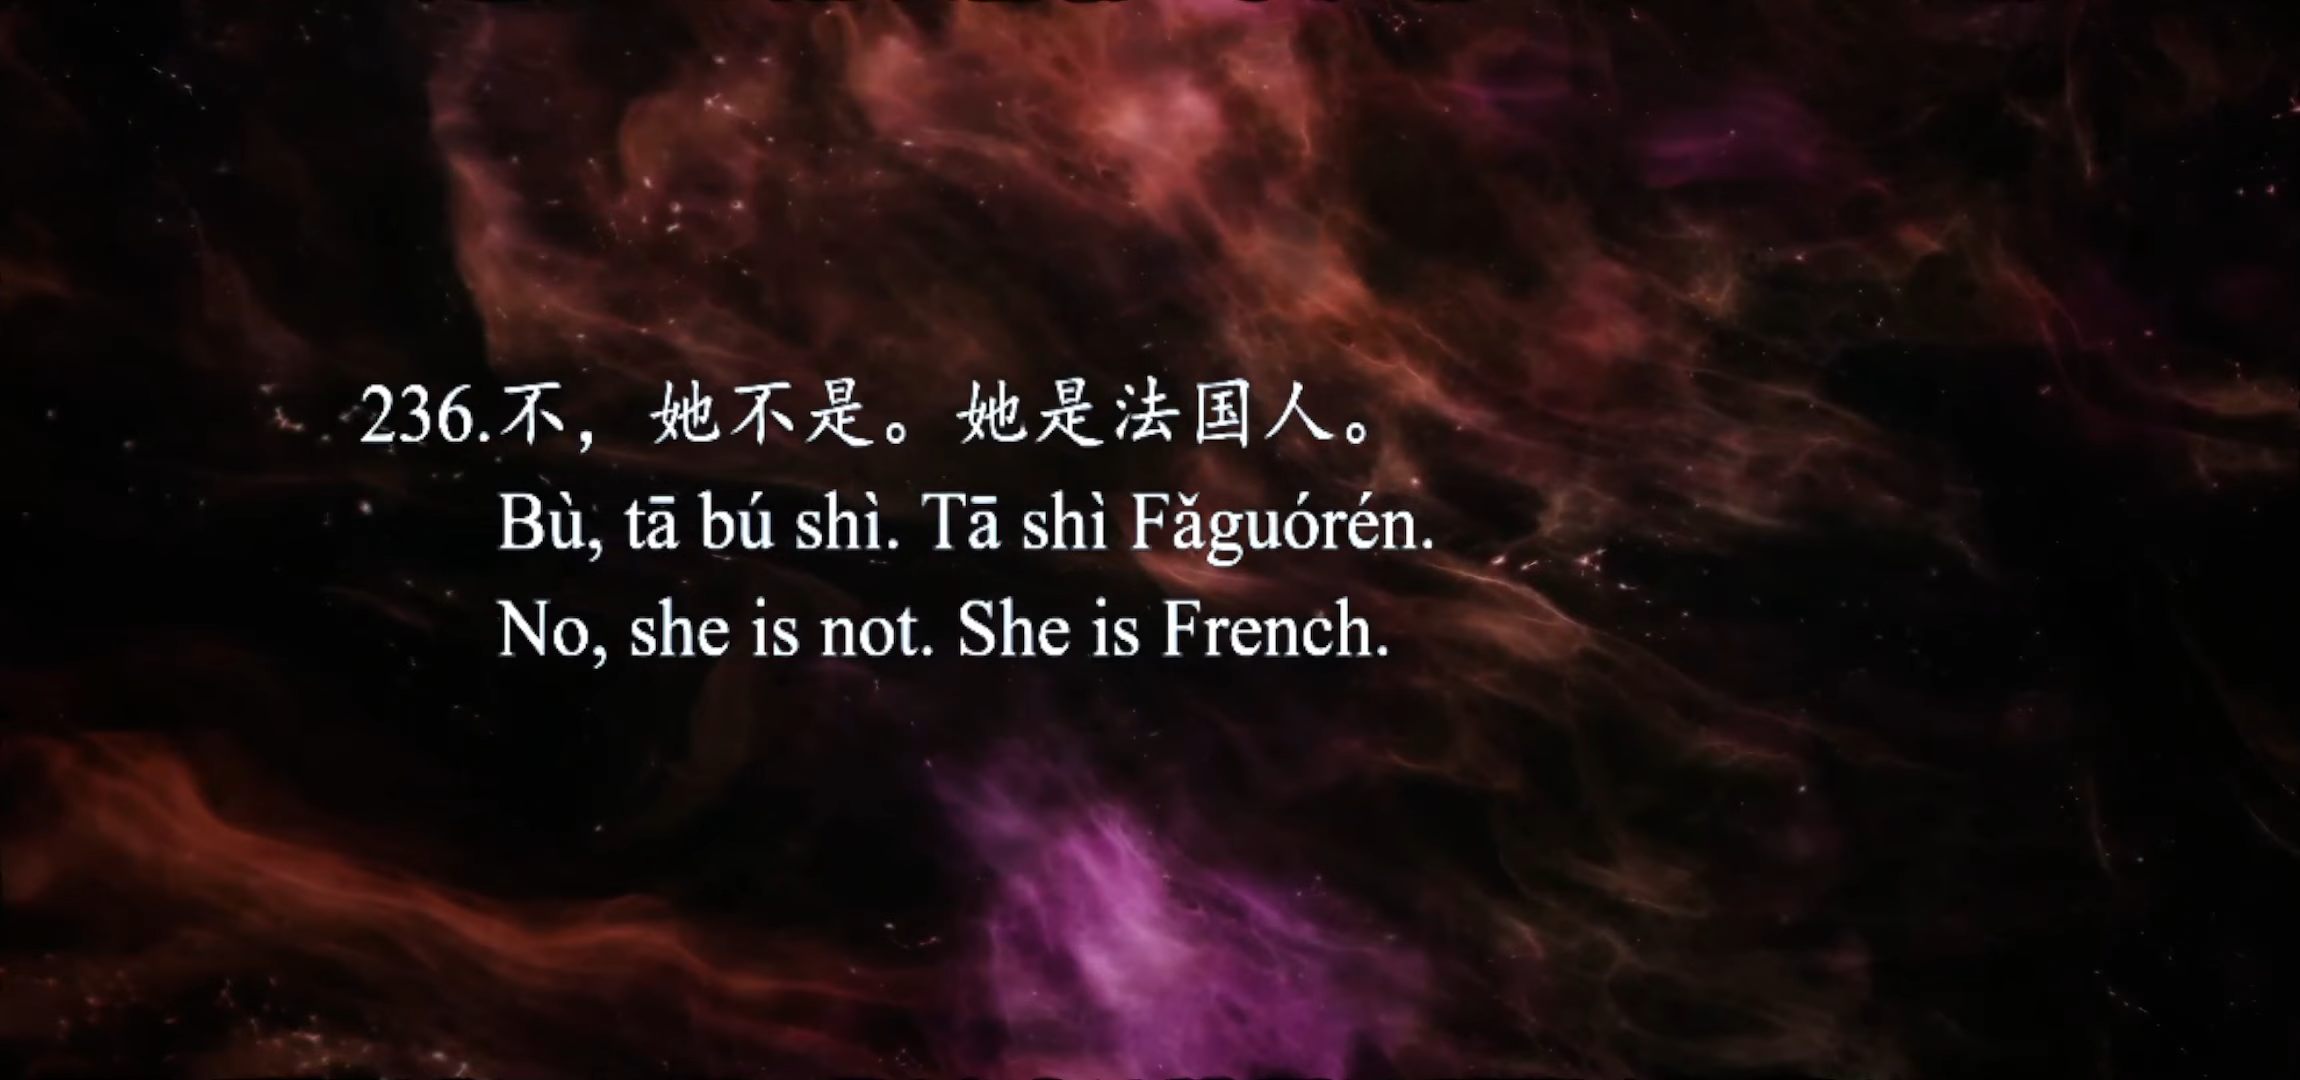 236.不，她不是。她是法国人。
Bù, tā bú shì. Tā shì Fǎguórén.
No, she is not. She is French.